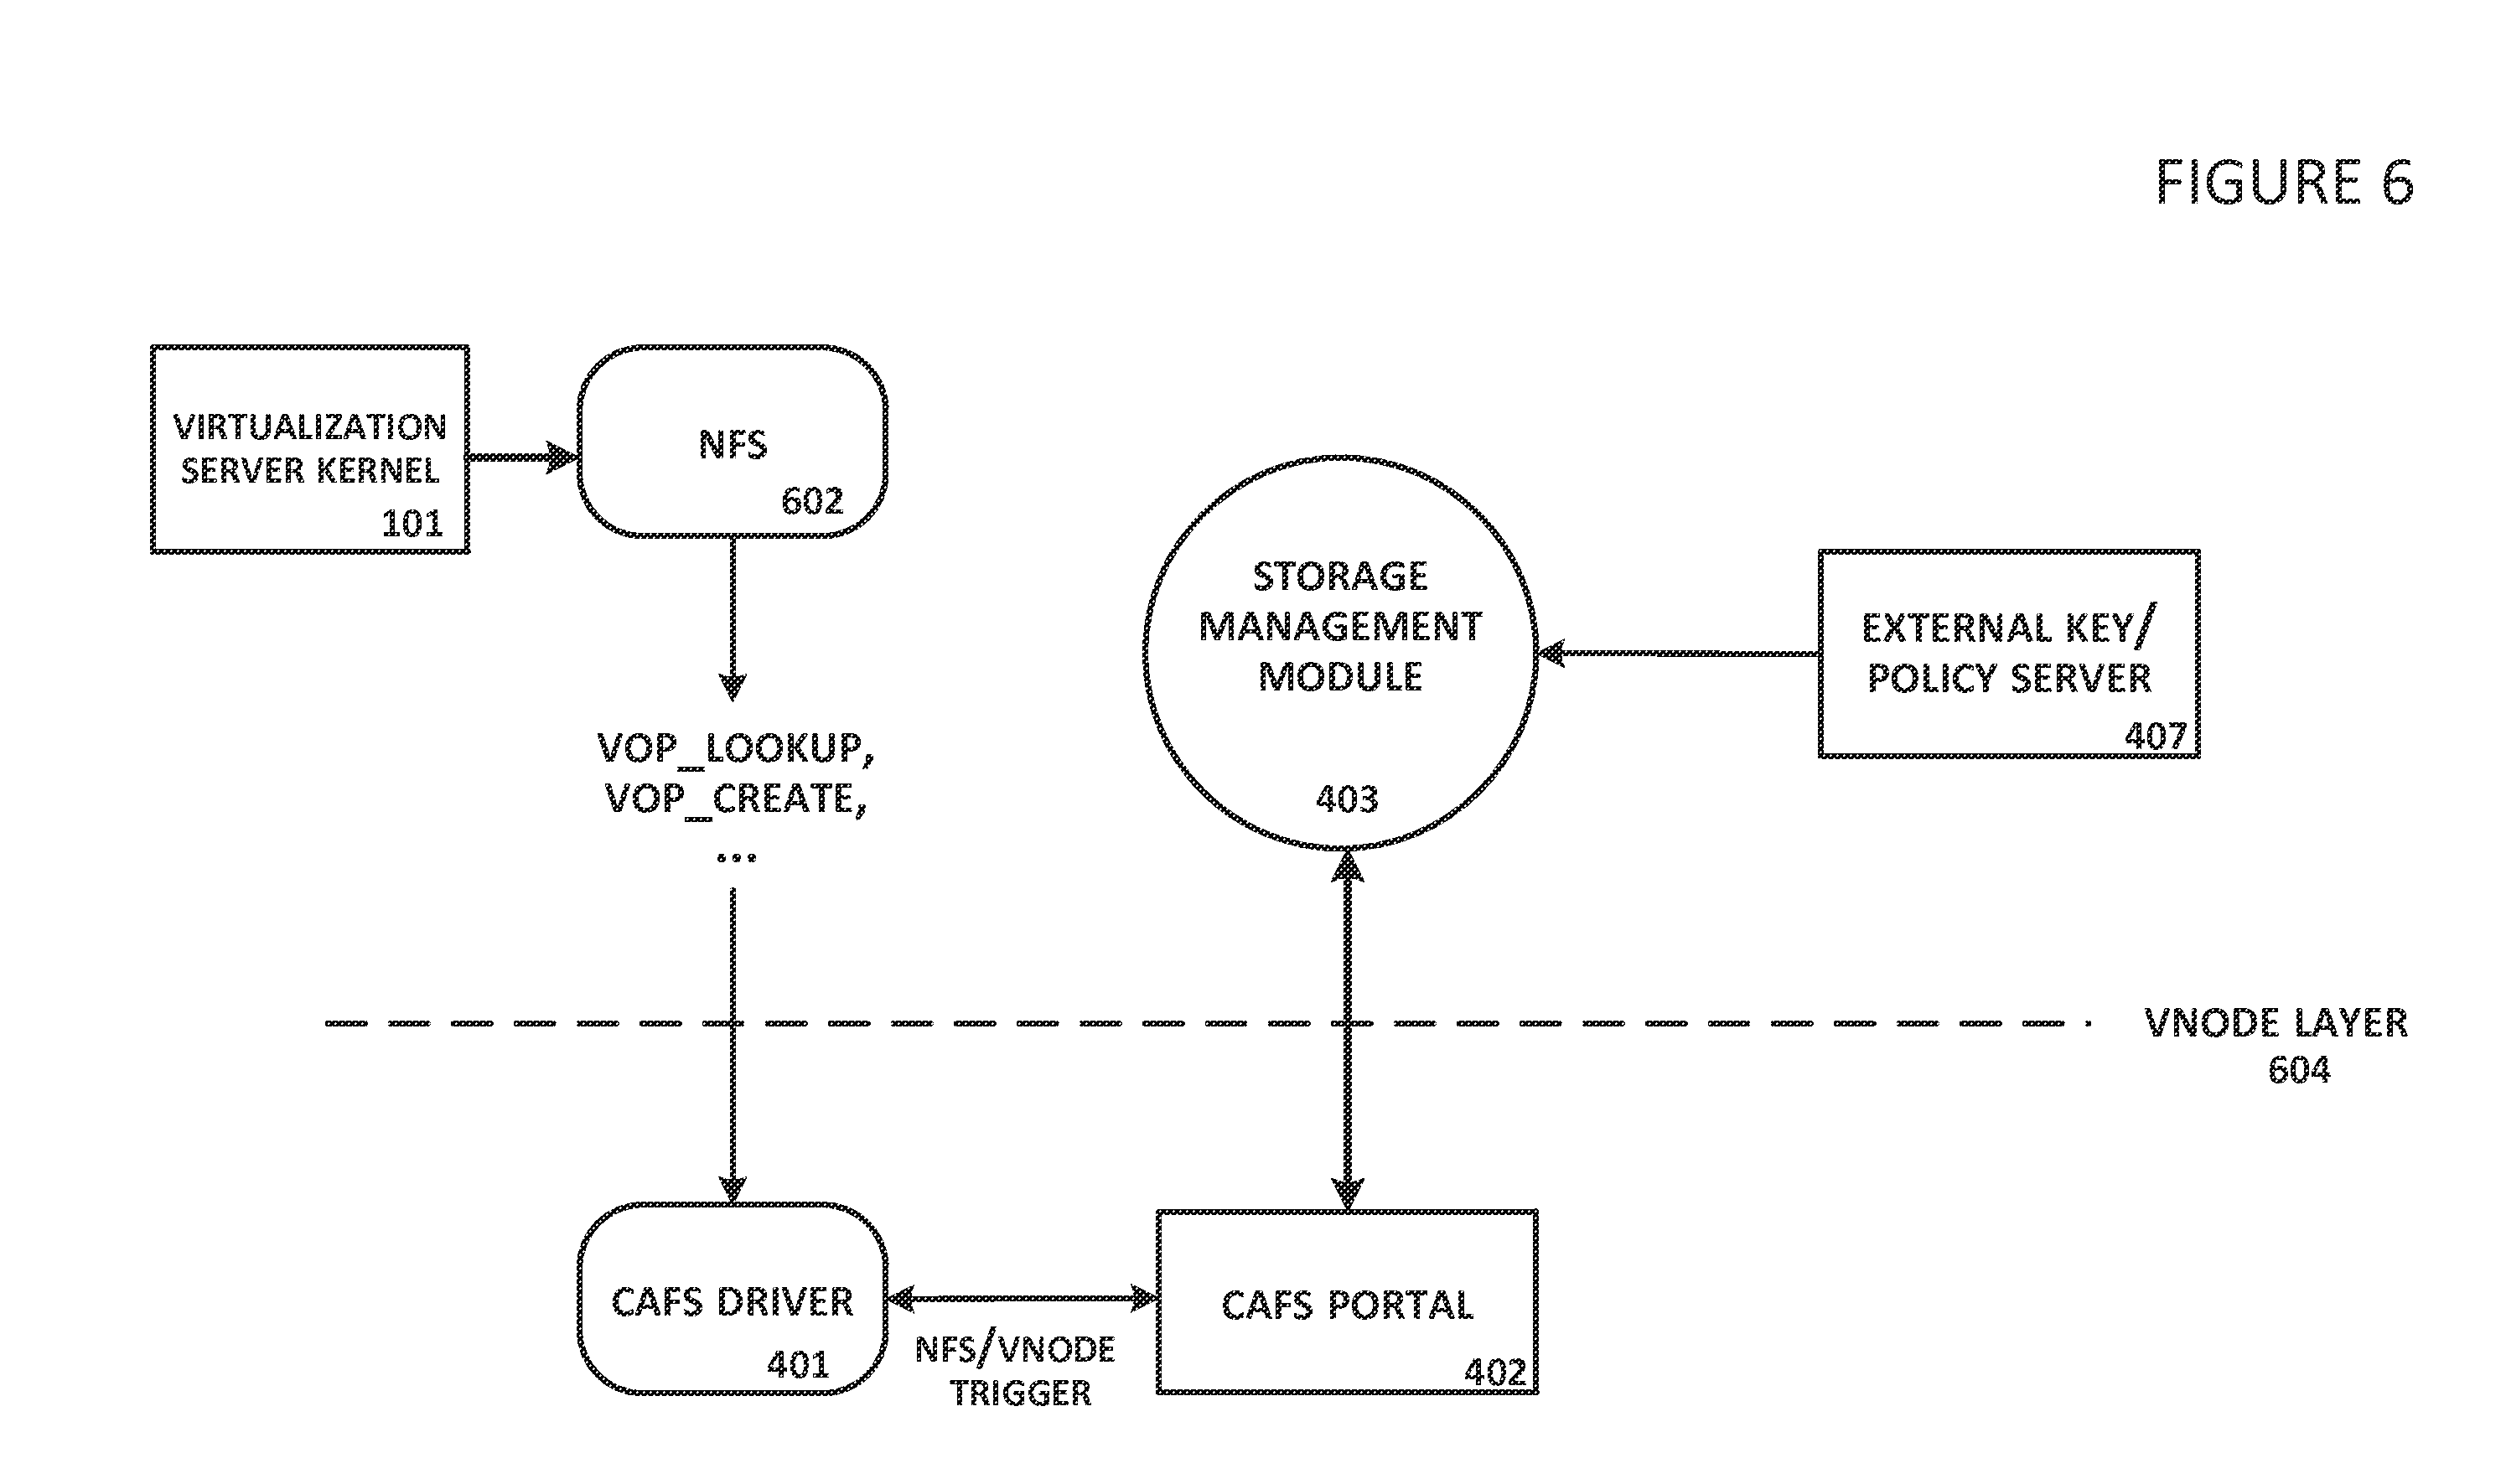 FIGURE 6
VIRTUALIZATION
SERVER KERNEL
101
NFS
602
STORAGE
MANAGEMENT
MODULE
403
EXTERNAL KEY/
POLICY SERVER
407
VOP_LOOKUP,
VOP_CREATE,
...
VNODE LAYER
604
CAFS DRIVER
401
NFS/VNODE
TRIGGER
CAFS PORTAL
402